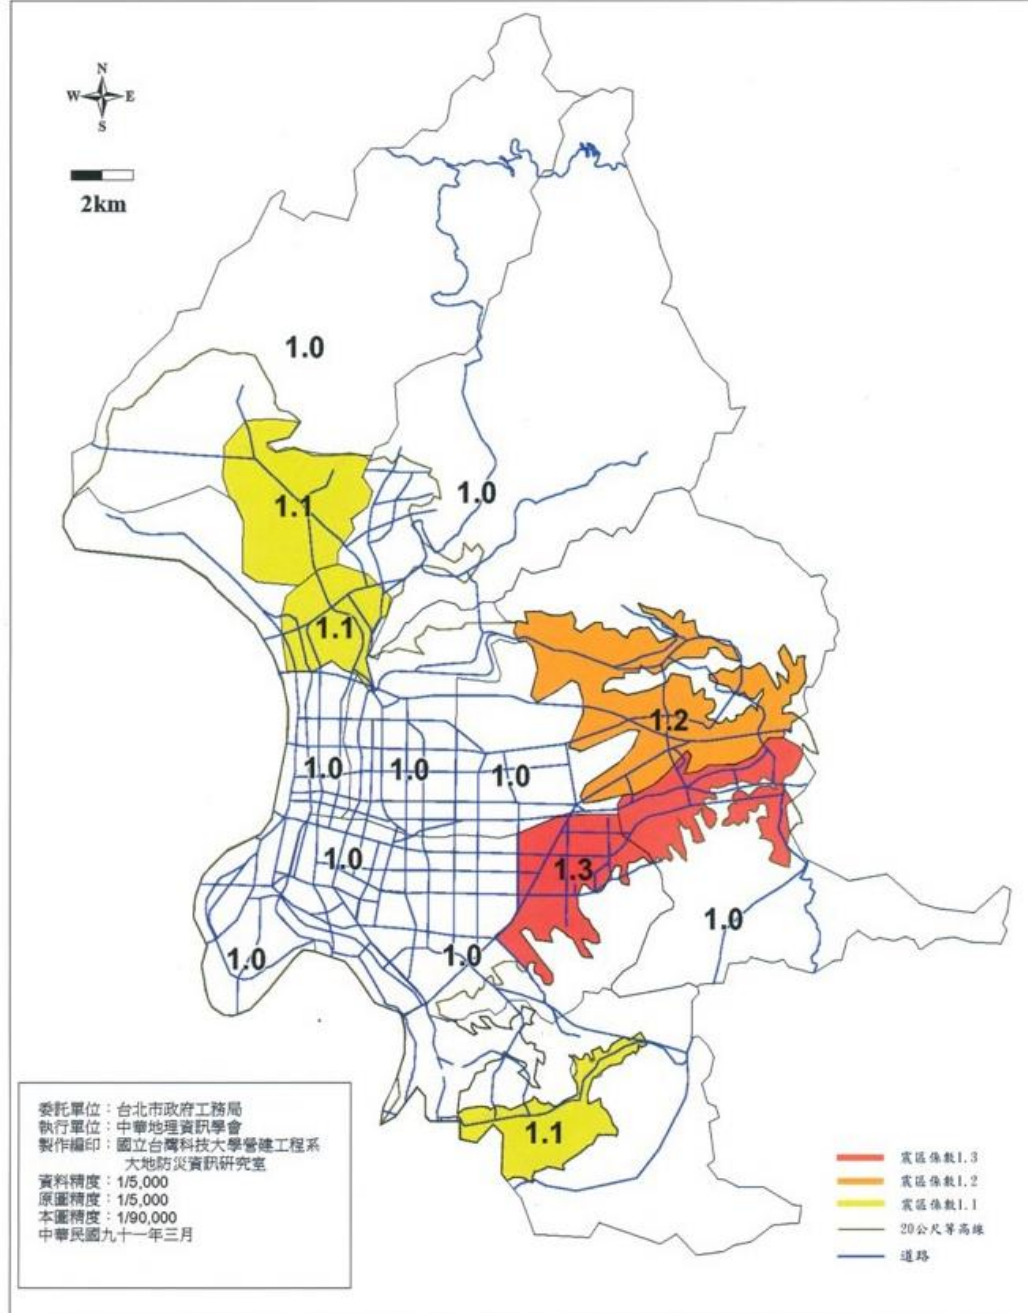 N
W E
S
2km
1.0
1.1
1.0
1.1
1.2
1.0
1.0
1.0
1.0
1.3
1.0
1.0
1.0
1.1
委託單位：台北市政府工務局
執行單位：中華地理資訊學會
製作編印：國立台灣科技大學營建工程系
大地防災資訊研究室
資料精度：1/5,000
原圖精度：1/5,000
本圖精度：1/90,000
中華民國九十一年三月
震區係數1.3
震區係數1.2
震區係數1.1
20公尺等高線
道路